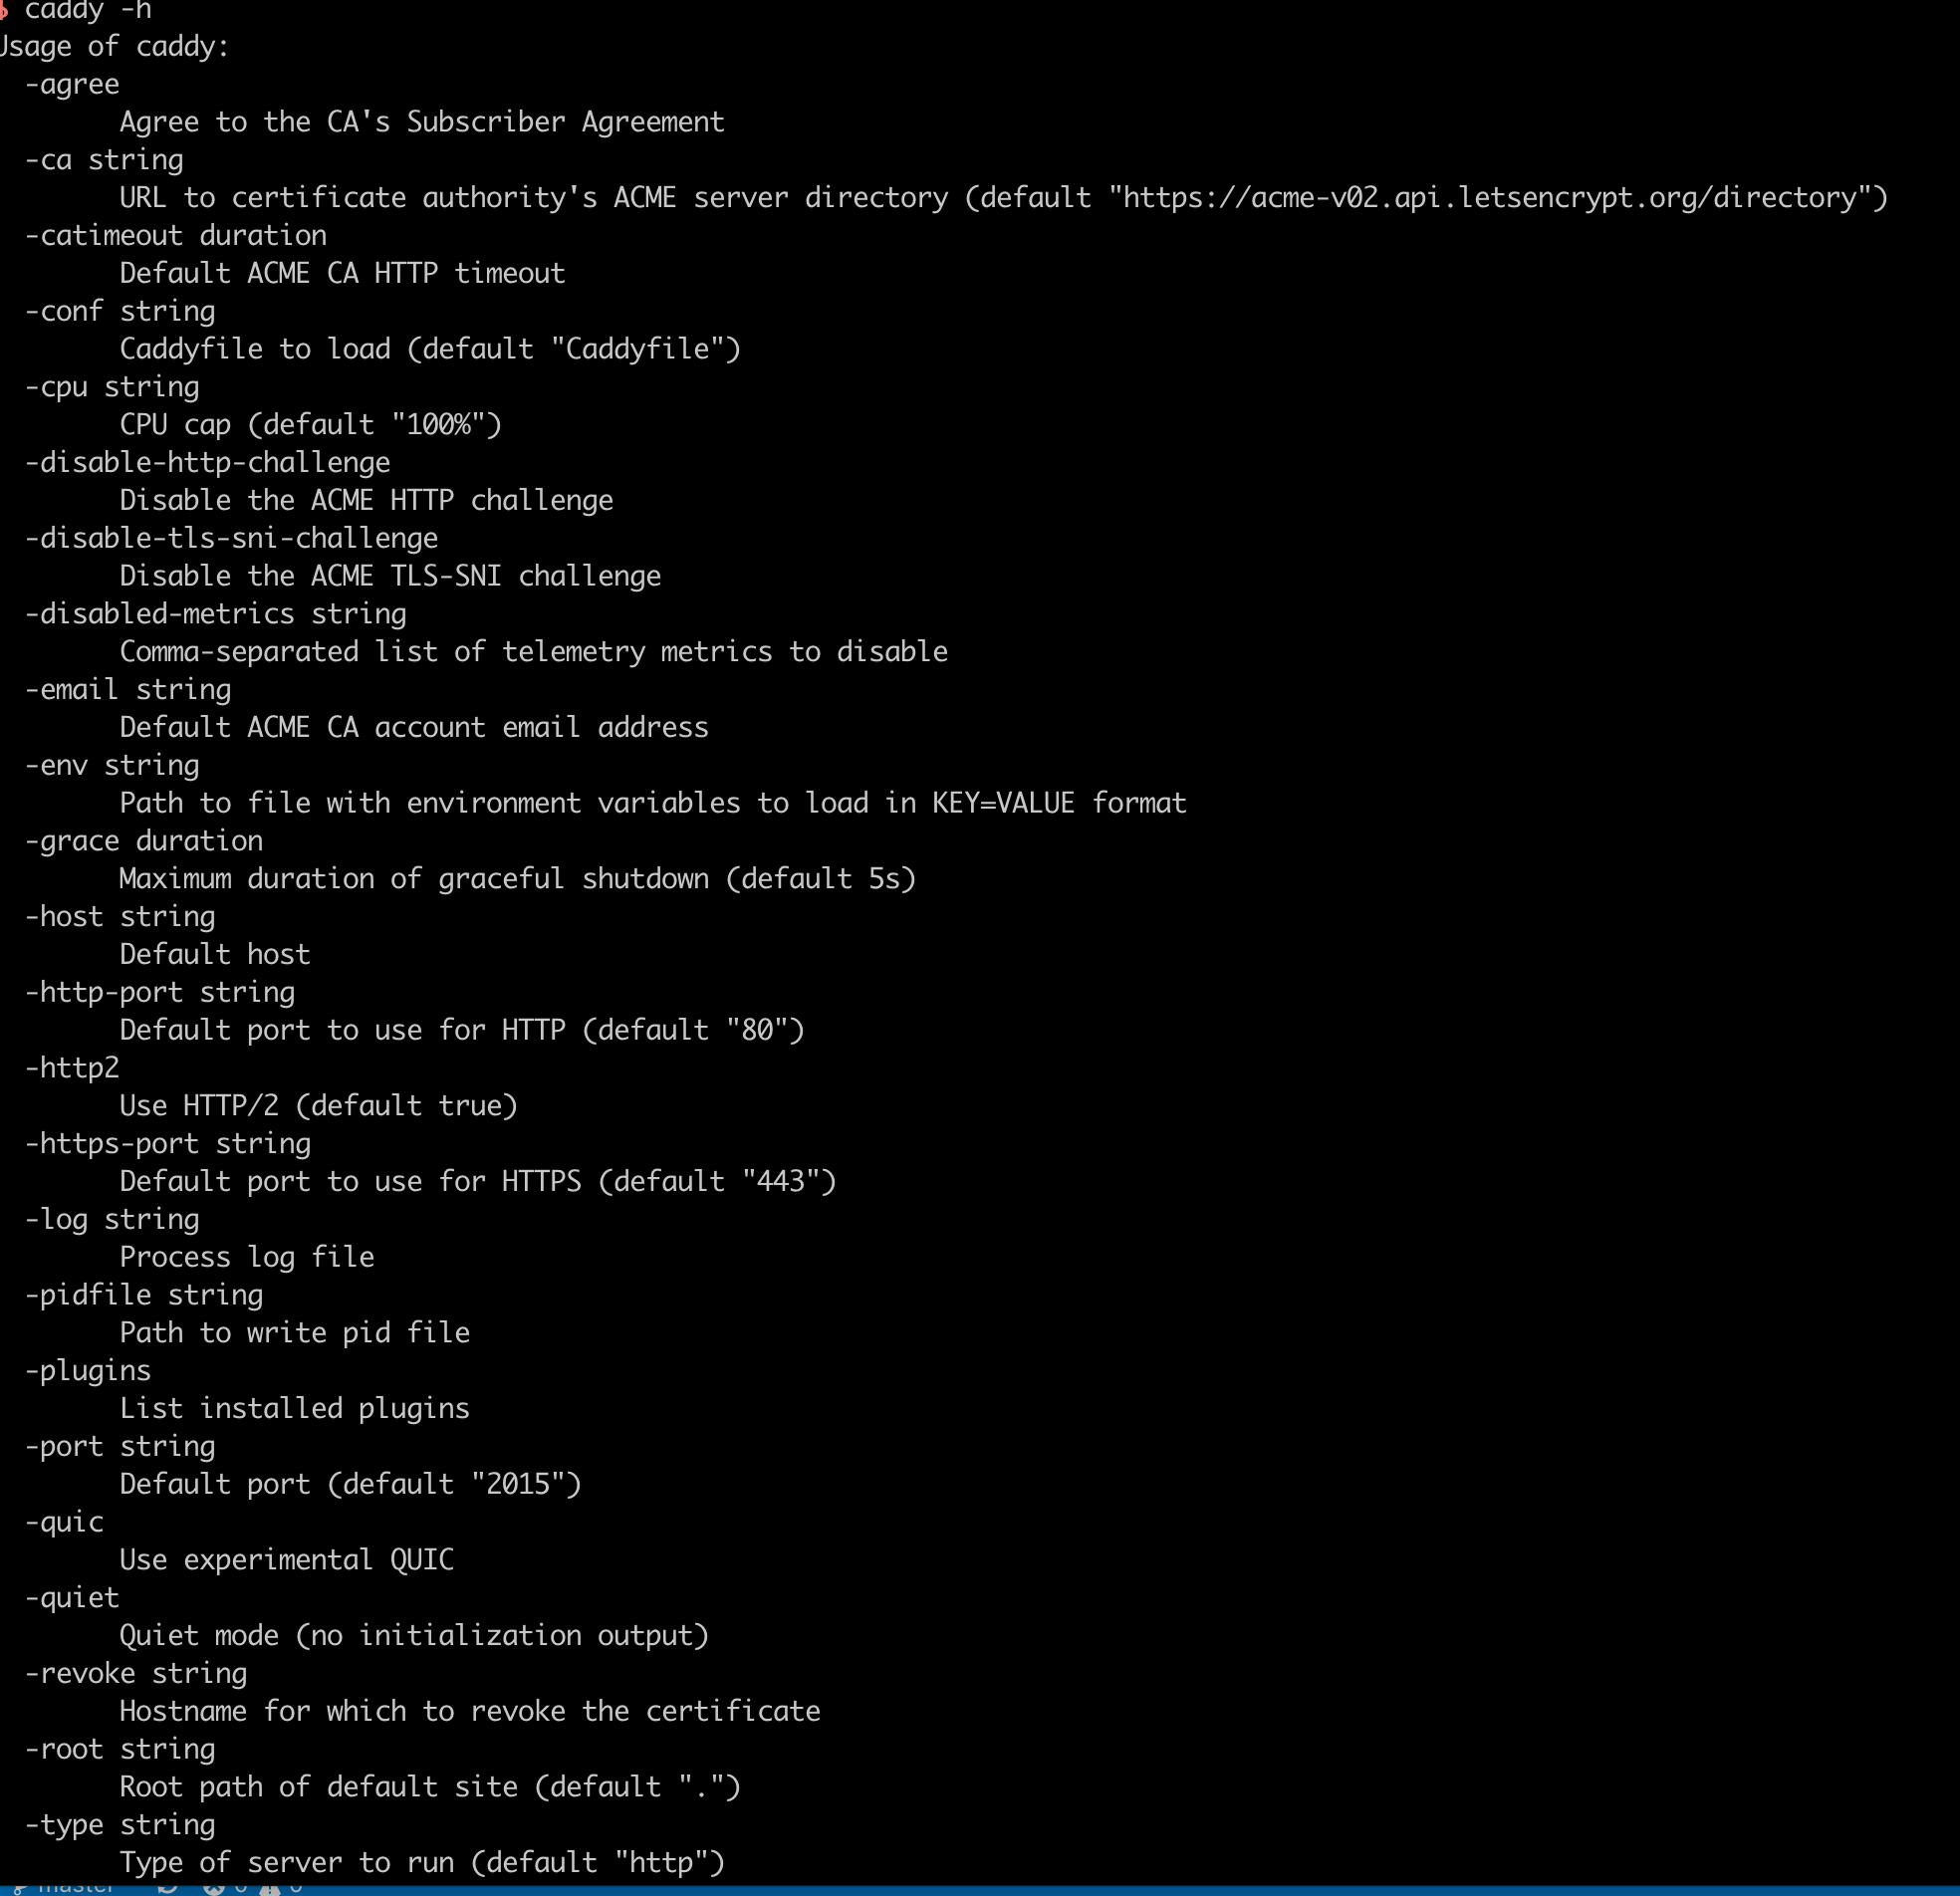 $ caddy -h
Usage of caddy:
  -agree
        Agree to the CA's Subscriber Agreement
  -ca string
        URL to certificate authority's ACME server directory (default "https://acme-v02.api.letsencrypt.org/directory")
  -catimeout duration
        Default ACME CA HTTP timeout
  -conf string
        Caddyfile to load (default "Caddyfile")
  -cpu string
        CPU cap (default "100%")
  -disable-http-challenge
        Disable the ACME HTTP challenge
  -disable-tls-sni-challenge
        Disable the ACME TLS-SNI challenge
  -disabled-metrics string
        Comma-separated list of telemetry metrics to disable
  -email string
        Default ACME CA account email address
  -env string
        Path to file with environment variables to load in KEY=VALUE format
  -grace duration
        Maximum duration of graceful shutdown (default 5s)
  -host string
        Default host
  -http-port string
        Default port to use for HTTP (default "80")
  -http2
        Use HTTP/2 (default true)
  -https-port string
        Default port to use for HTTPS (default "443")
  -log string
        Process log file
  -pidfile string
        Path to write pid file
  -plugins
        List installed plugins
  -port string
        Default port (default "2015")
  -quic
        Use experimental QUIC
  -quiet
        Quiet mode (no initialization output)
  -revoke string
        Hostname for which to revoke the certificate
  -root string
        Root path of default site (default ".")
  -type string
        Type of server to run (default "http")
master 0 0